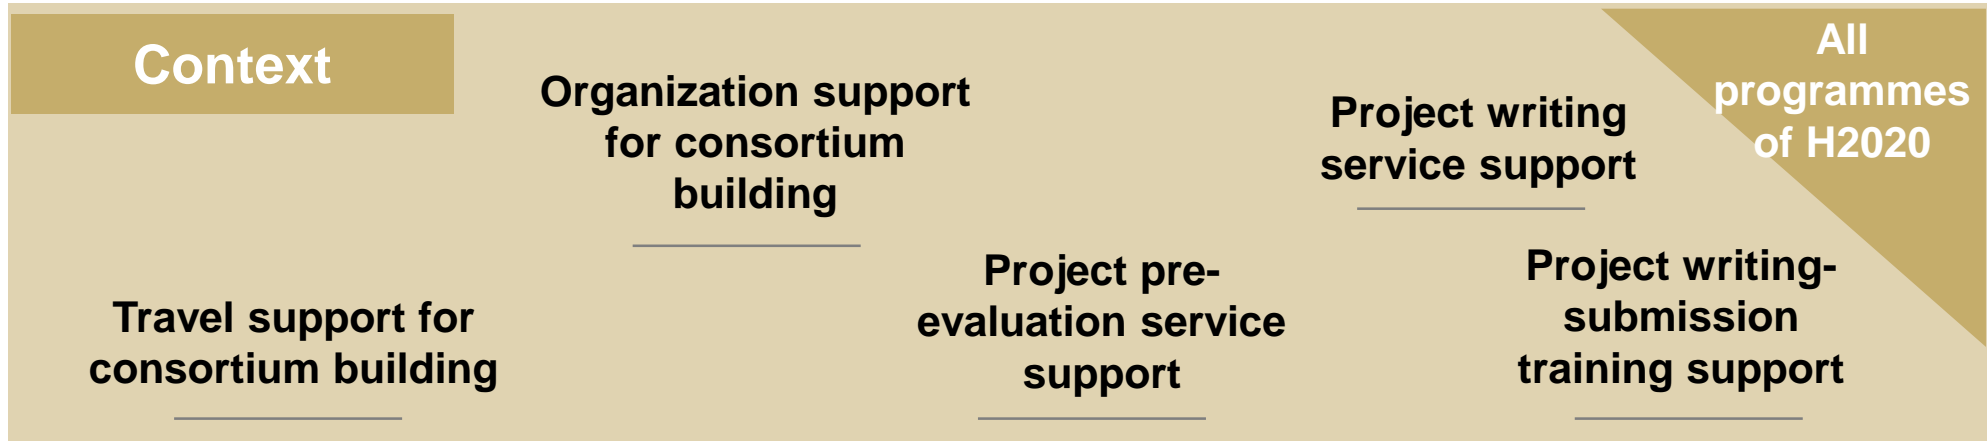 Context
Organization support
for consortium
building
Project writing
service support
All
programmes
of H2020
Travel support for
consortium building
Project pre-
evaluation service
support
Project writing-
submission
training support